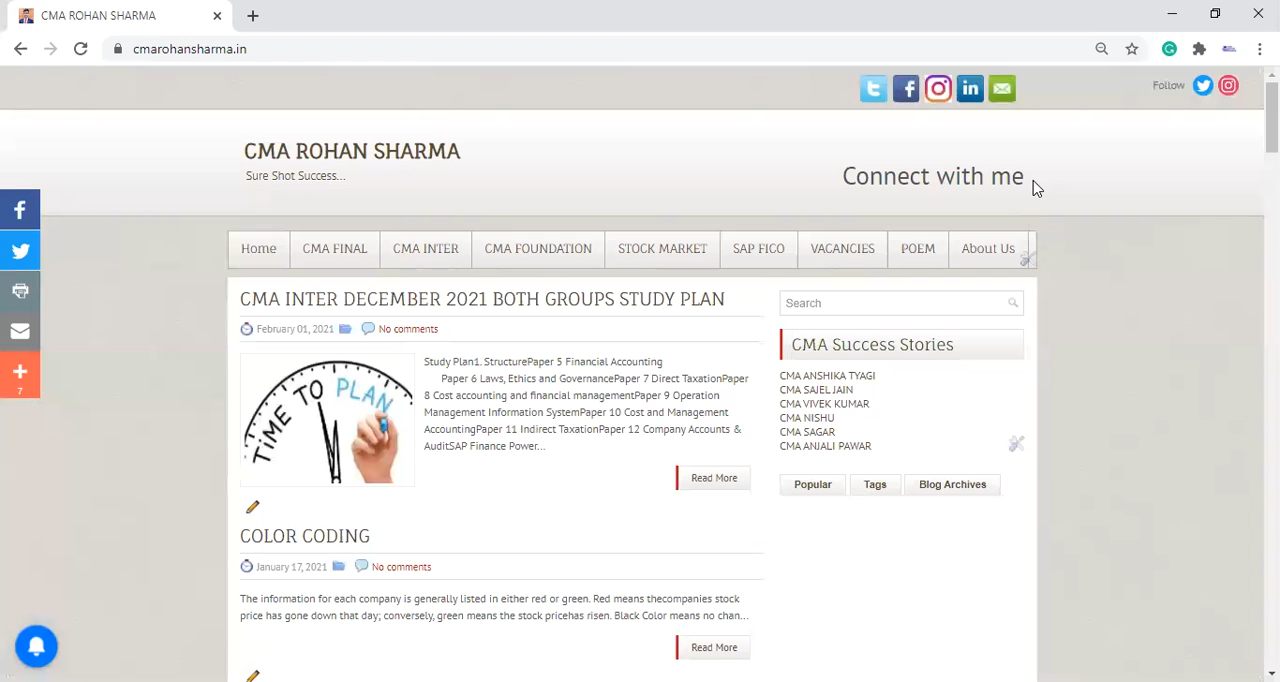 CMA ROHAN SHARMA
cmarohansharma.in
Follow
CMA ROHAN SHARMA
Sure Shot Success...
Connect with me
Home CMA FINAL CMA INTER CMA FOUNDATION STOCK MARKET SAP FICO VACANCIES POEM About Us
7
CMA INTER DECEMBER 2021 BOTH GROUPS STUDY PLAN
February 01, 2021 No comments
TIME TO PLAN
Study Plan1. StructurePaper 5 Financial Accounting
Paper 6 Laws, Ethics and GovernancePaper 7 Direct TaxationPaper
8 Cost accounting and financial managementPaper 9 Operation
Management Information SystemPaper 10 Cost and Management
AccountingPaper 11 Indirect TaxationPaper 12 Company Accounts &
AuditSAP Finance Power...
Read More
COLOR CODING
January 17, 2021 No comments
The information for each company is generally listed in either red or green. Red means thecompanies stock
price has gone down that day; conversely, green means the stock pricehas risen. Black Color means no chan...
Read More
Search
CMA Success Stories
CMA ANSHIKA TYAGI
CMA SAJEL JAIN
CMA VIVEK KUMAR
CMA NISHU
CMA SAGAR
CMA ANJALI PAWAR
Popular Tags Blog Archives